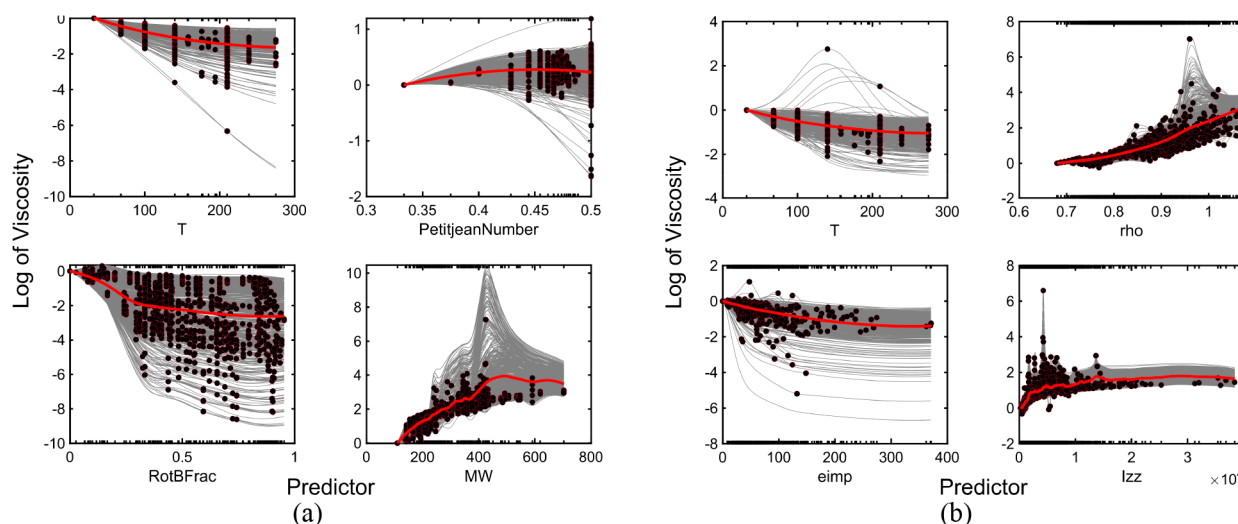 Log of Viscosity
0
-2
-4
-6
-8
-10
0 100 200 300
T
1
0
2
0.3 0.35 0.4 0.45 0.5
PetitjeanNumber
0
-2
-4
-6
-8
-10
0 0.5 1
RotBFrac
10
8
6
4
2
0
0 200 400 600 800
MW
Predictor
(a)
Log of Viscosity
4
2
0
-2
-4
0 100 200 300
T
8
6
4
2
0
-2
0.6 0.7 0.8 0.9 1
rho
2
0
-2
-4
-6
-8
0 100 200 300 400
eimp
8
6
4
2
0
-2
0 1 2 3
Izz
Predictor
(b)